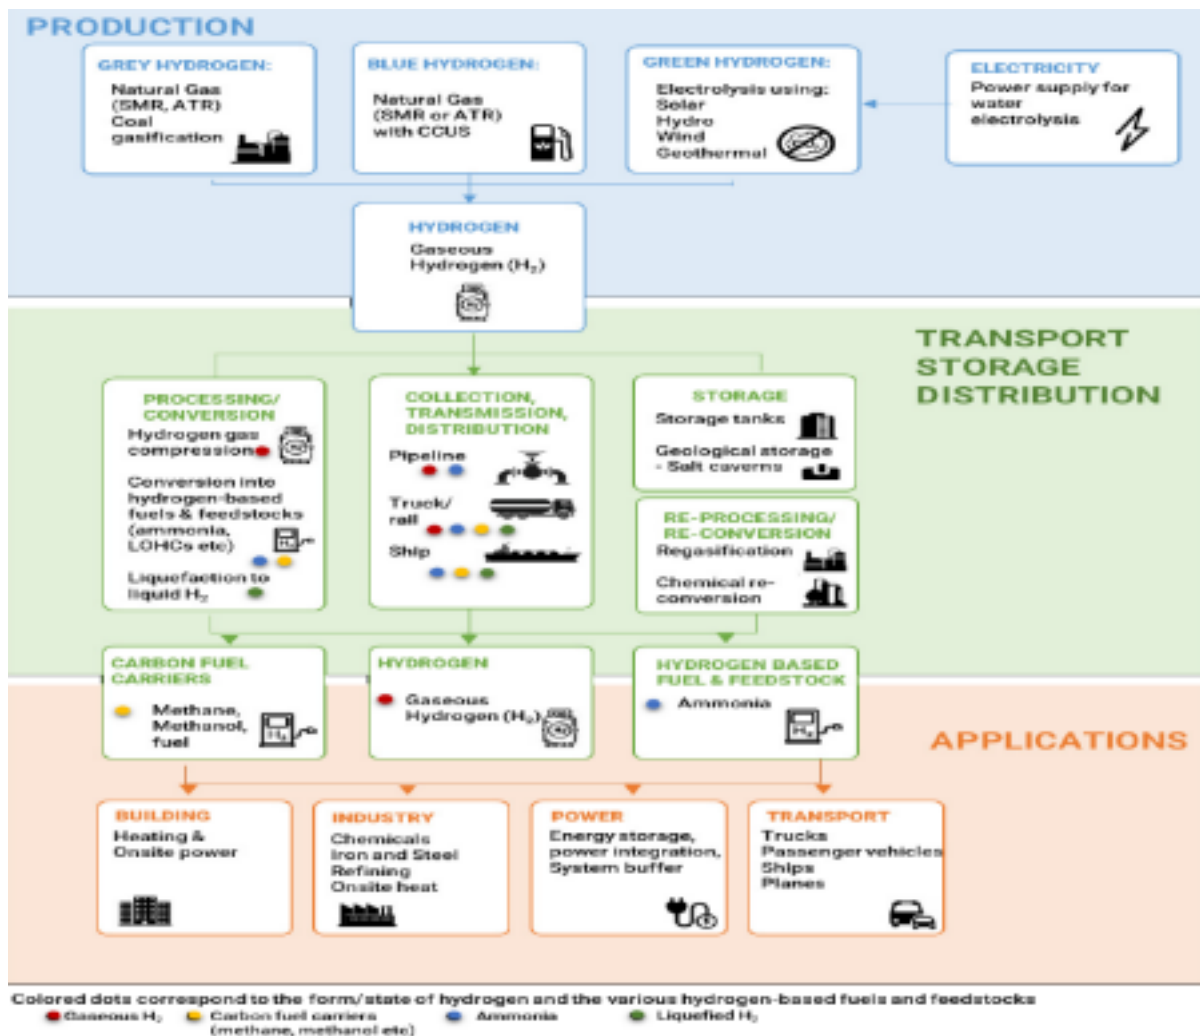 PRODUCTION
GREY HYDROGEN:
Natural Gas
(SMR, ATR)
Coal
gasification
BLUE HYDROGEN:
Natural Gas
(SMR or ATR)
with CCUS
GREEN HYDROGEN:
Electrolysis using:
Solar
Hydro
Wind
Geothermal
ELECTRICITY
Power supply for
water
electrolysis
HYDROGEN
Gaseous
Hydrogen (H₂)
TRANSPORT
STORAGE
DISTRIBUTION
PROCESSING/
CONVERSION
Hydrogen gas
compression
Conversion into
hydrogen-based
fuels & feedstocks
(ammonia,
LOHCs etc)
Liquefaction to
liquid H₂
COLLECTION,
TRANSMISSION,
DISTRIBUTION
Pipeline
Truck/
rail
Ship
STORAGE
Storage tanks
Geological storage
- Salt caverns
RE-PROCESSING/
RE-CONVERSION
Regasification
Chemical re-
conversion
CARBON FUEL
CARRIERS
Methane,
Methanol,
fuel
HYDROGEN
Gaseous
Hydrogen (H₂)
HYDROGEN BASED
FUEL & FEEDSTOCK
Ammonia
APPLICATIONS
BUILDING
Heating &
Onsite power
INDUSTRY
Chemicals
Iron and Steel
Refining
Onsite heat
POWER
Energy storage,
power integration,
System buffer
TRANSPORT
Trucks
Passenger vehicles
Ships
Planes
Colored dots correspond to the form/state of hydrogen and the various hydrogen-based fuels and feedstocks
Gaseous H₂
Carbon fuel carriers
(methane, methanol etc)
Ammonia
Liquefied H₂